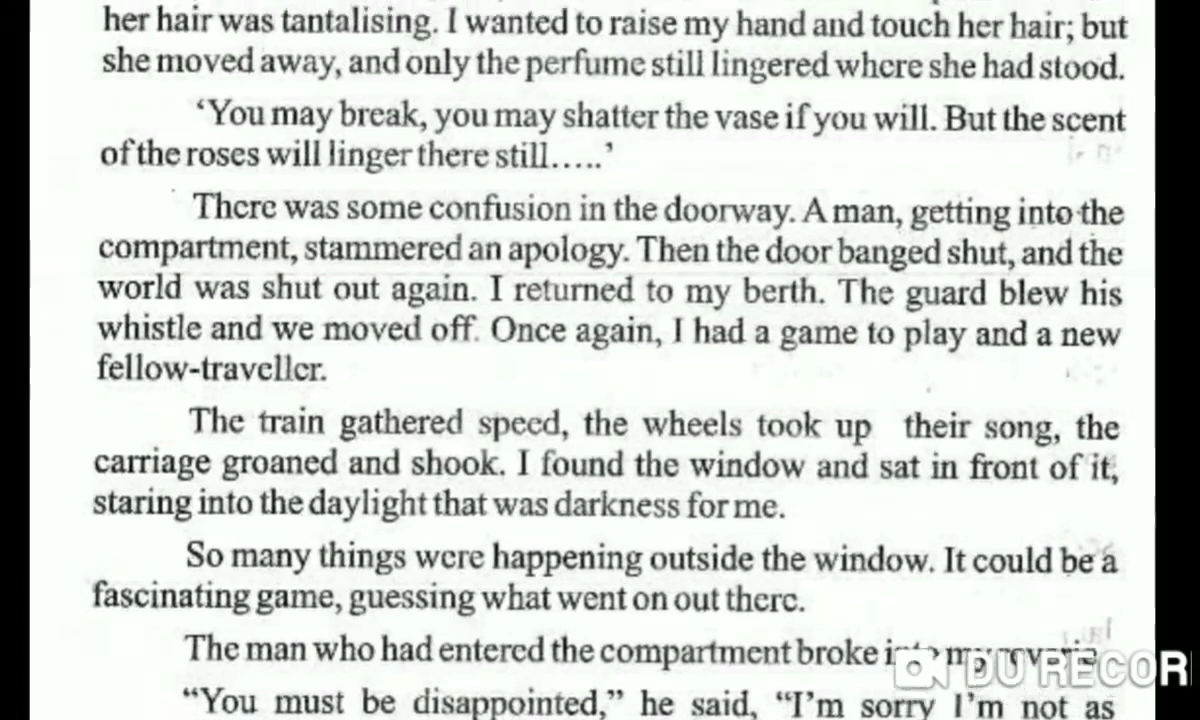 her hair was tantalising. I wanted to raise my hand and touch her hair; but
she moved away, and only the perfume still lingered where she had stood.
‘You may break, you may shatter the vase if you will. But the scent
of the roses will linger there still.....’
There was some confusion in the doorway. A man, getting into the
compartment, stammered an apology. Then the door banged shut, and the
world was shut out again. I returned to my berth. The guard blew his
whistle and we moved off. Once again, I had a game to play and a new
fellow-traveller.
The train gathered speed, the wheels took up their song, the
carriage groaned and shook. I found the window and sat in front of it,
staring into the daylight that was darkness for me.
So many things were happening outside the window. It could be a
fascinating game, guessing what went on out there.
The man who had entered the compartment broke into my reverie
DU RECOR
“You must be disappointed,” he said, “I’m sorry I’m not as